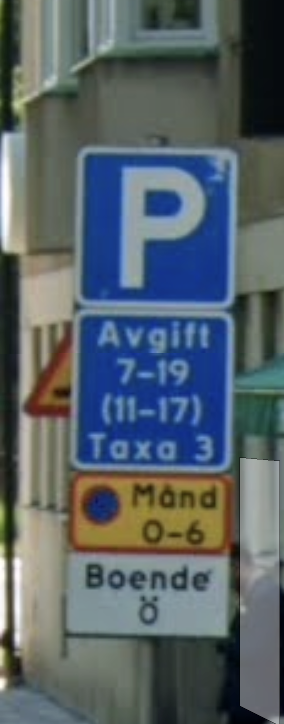 P
Avgift
7-19
(11-17)
Taxa 3
Månd
0-6
Boende
Ö